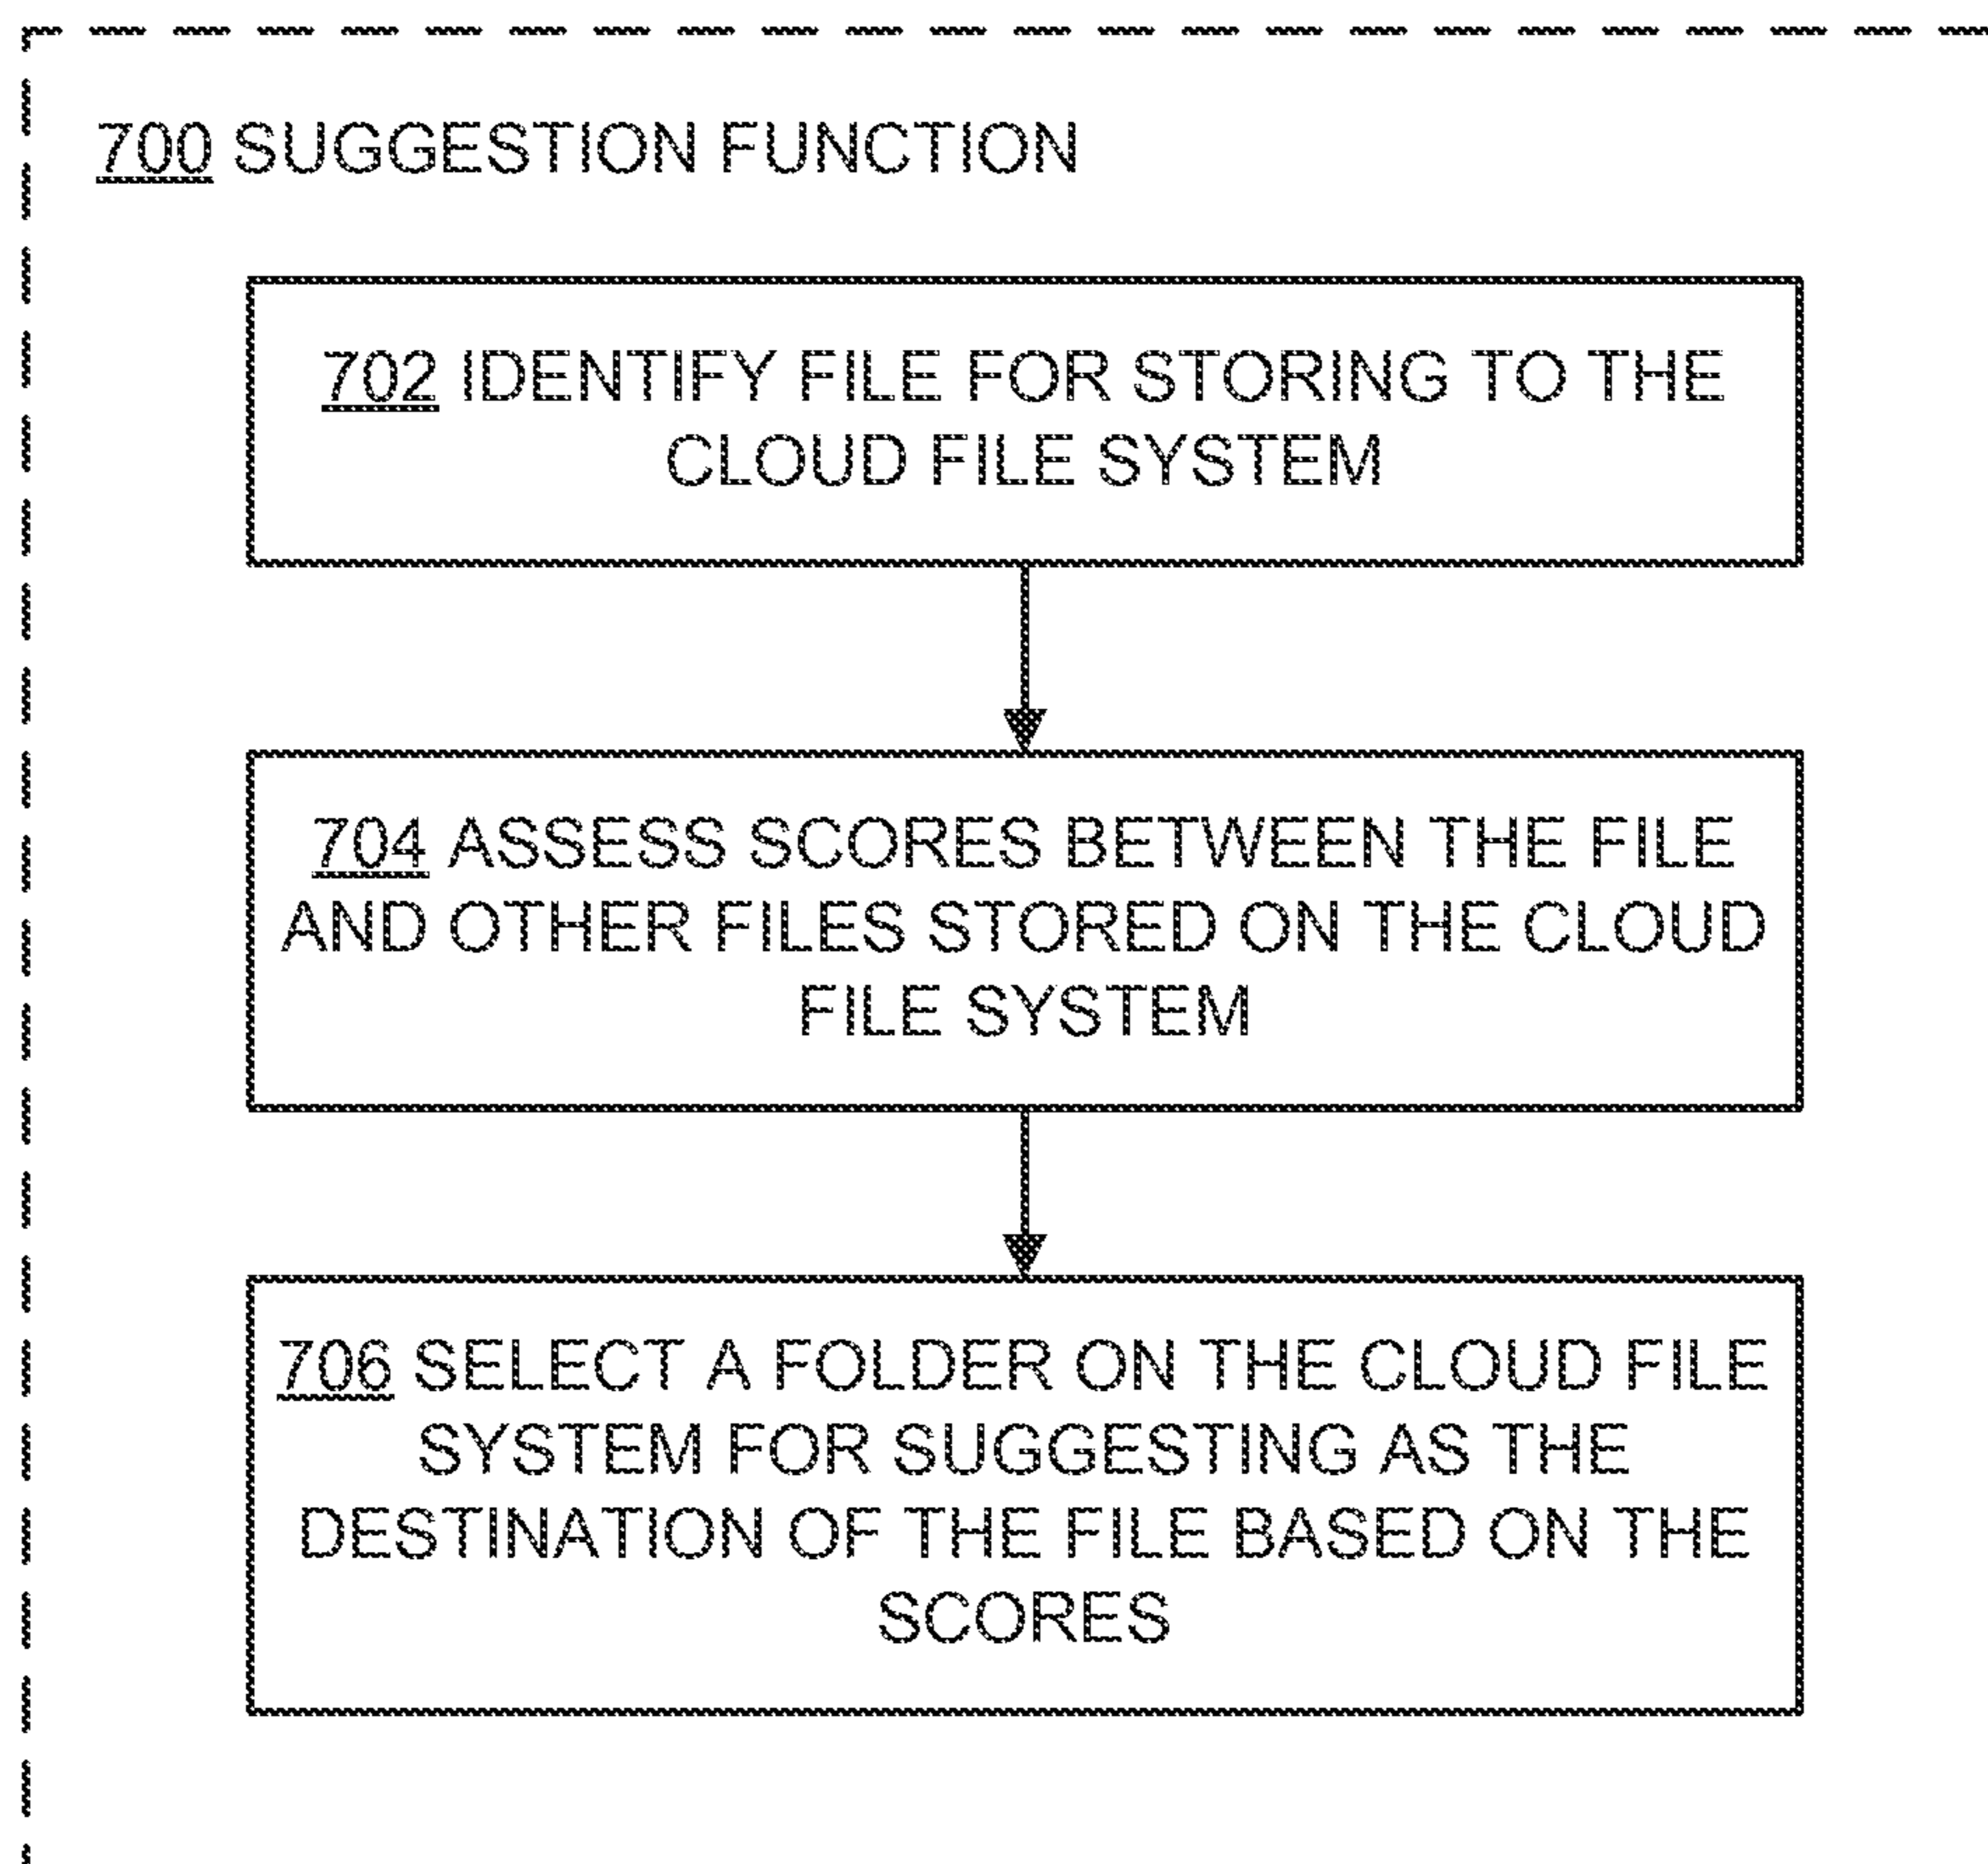 700 SUGGESTION FUNCTION
702 IDENTIFY FILE FOR STORING TO THE
CLOUD FILE SYSTEM
704 ASSESS SCORES BETWEEN THE FILE
AND OTHER FILES STORED ON THE CLOUD
FILE SYSTEM
706 SELECT A FOLDER ON THE CLOUD FILE
SYSTEM FOR SUGGESTING AS THE
DESTINATION OF THE FILE BASED ON THE
SCORES